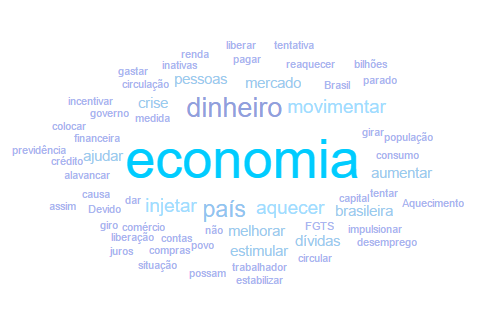 liberar tentativa
renda pagar reaquecer bilhões
inativas
gastar pessoas mercado Brasil parado
circulação
incentivar crise dinheiro movimentar
governo medida
colocar girar população
financeira
previdência ajudar economia consumo
crédito aumentar
alavancar
causa dar injetar país aquecer capital tentar Aquecimento
assim Devido brasileira
giro comércio não melhorar FGTS impulsionar
liberação contas povo dívidas desemprego
juros compras estimular
situação possam trabalhador circular
estabilizar